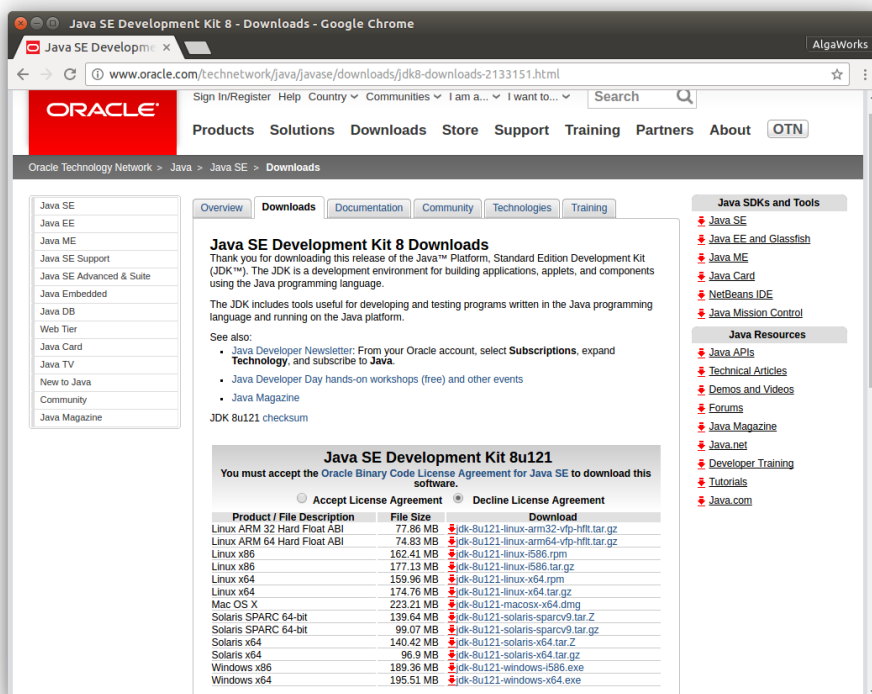 Java SE Development Kit 8 - Downloads - Google Chrome
Java SE Developme
AlgaWorks
www.oracle.com/technetwork/java/javase/downloads/jdk8-downloads-2133151.html
Sign In/Register Help Country Communities I am a... I want to... Search
ORACLE
Products Solutions Downloads Store Support Training Partners About OTN
Oracle Technology Network > Java > Java SE > Downloads
Java SE
Java EE
Java ME
Java SE Support
Java SE Advanced & Suite
Java Embedded
Java DB
Web Tier
Java Card
Java TV
New to Java
Community
Java Magazine
Overview Downloads Documentation Community Technologies Training
Java SE Development Kit 8 Downloads
Thank you for downloading this release of the Java™ Platform, Standard Edition Development Kit
(JDK™). The JDK is a development environment for building applications, applets, and components
using the Java programming language.
The JDK includes tools useful for developing and testing programs written in the Java programming
language and running on the Java platform.
See also:
Java Developer Newsletter: From your Oracle account, select Subscriptions, expand
Technology, and subscribe to Java.
Java Developer Day hands-on workshops (free) and other events
Java Magazine
JDK 8u121 checksum
Java SE Development Kit 8u121
You must accept the Oracle Binary Code License Agreement for Java SE to download this
software.
Accept License Agreement Decline License Agreement
Product / File Description File Size Download
Linux ARM 32 Hard Float ABI 77.86 MB jdk-8u121-linux-arm32-vfp-hflt.tar.gz
Linux ARM 64 Hard Float ABI 74.83 MB jdk-8u121-linux-arm64-vfp-hflt.tar.gz
Linux x86 162.41 MB jdk-8u121-linux-i586.rpm
Linux x86 177.13 MB jdk-8u121-linux-i586.tar.gz
Linux x64 159.96 MB jdk-8u121-linux-x64.rpm
Linux x64 174.76 MB jdk-8u121-linux-x64.tar.gz
Mac OS X 223.21 MB jdk-8u121-macosx-x64.dmg
Solaris SPARC 64-bit 139.64 MB jdk-8u121-solaris-sparcv9.tar.Z
Solaris SPARC 64-bit 99.07 MB jdk-8u121-solaris-sparcv9.tar.gz
Solaris x64 140.42 MB jdk-8u121-solaris-x64.tar.Z
Solaris x64 96.9 MB jdk-8u121-solaris-x64.tar.gz
Windows x86 189.36 MB jdk-8u121-windows-i586.exe
Windows x64 195.51 MB jdk-8u121-windows-x64.exe
Java SDKs and Tools
Java SE
Java EE and Glassfish
Java ME
Java Card
NetBeans IDE
Java Mission Control
Java Resources
Java APIs
Technical Articles
Demos and Videos
Forums
Java Magazine
Java.net
Developer Training
Tutorials
Java.com